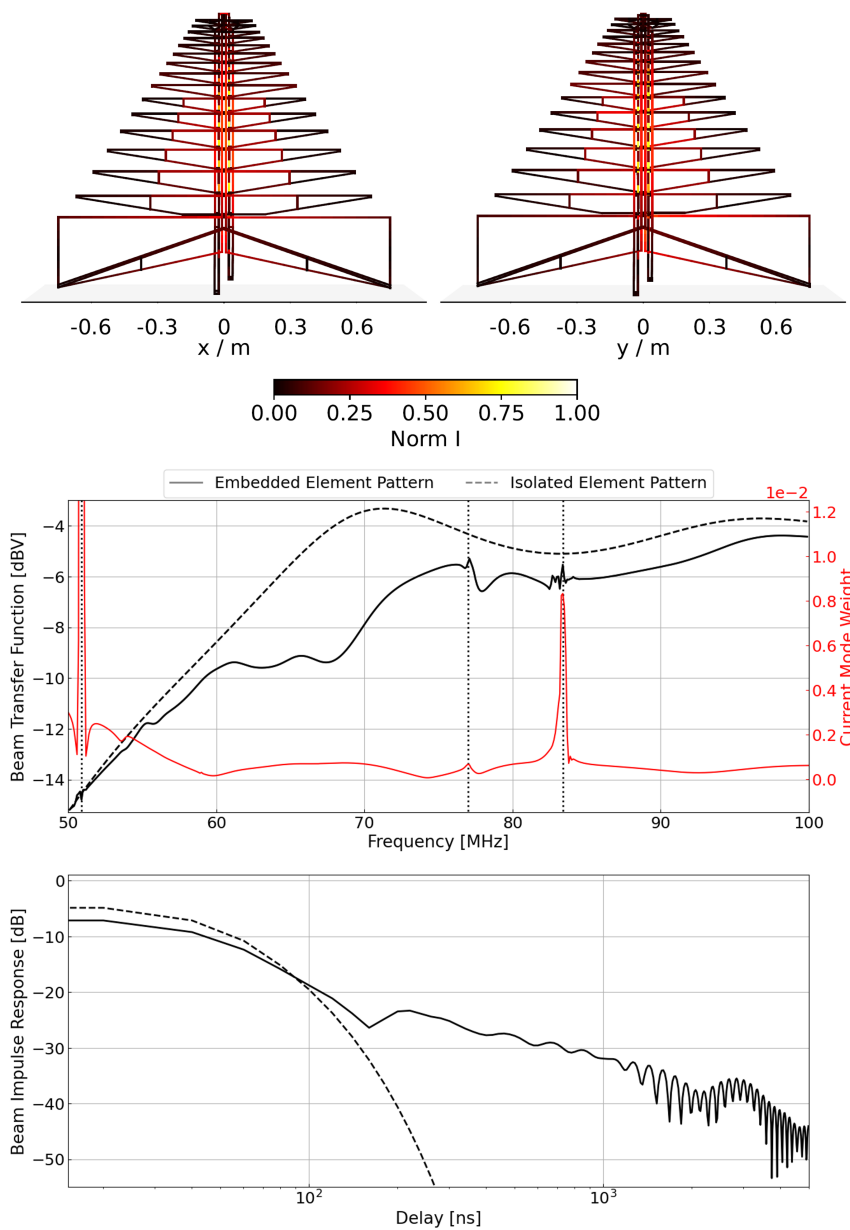 -0.6 -0.3 0 0.3 0.6
x / m
-0.6 -0.3 0 0.3 0.6
y / m
0.00 0.25 0.50 0.75 1.00
Norm I
Embedded Element Pattern
Isolated Element Pattern
1e−2
Beam Transfer Function [dBV]
−4
−6
−8
−10
−12
−14
1.2
1.0
0.8
0.6
0.4
0.2
0.0
Current Mode Weight
50 60 70 80 90 100
Frequency [MHz]
Beam Impulse Response [dB]
0
−10
−20
−30
−40
−50
10² 10³
Delay [ns]